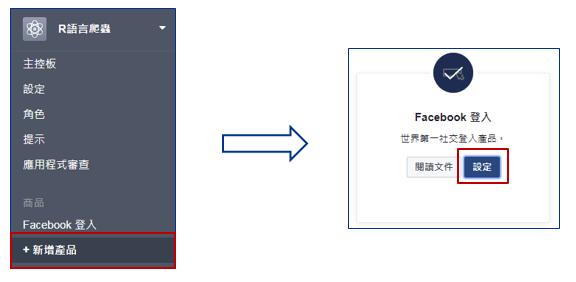 R語言爬蟲
主控板
設定
角色
提示
應用程式審查
商品
Facebook 登入
+ 新增產品
Facebook 登入
世界第一社交登入產品。
閱讀文件
設定